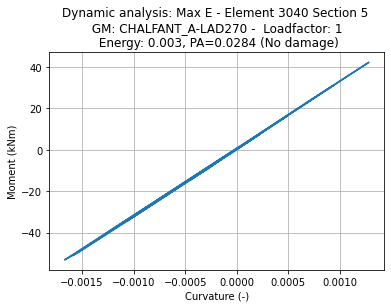 Dynamic analysis: Max E - Element 3040 Section 5
GM: CHALFANT_A-LAD270 -  Loadfactor: 1
Energy: 0.003, PA=0.0284 (No damage)
Moment (kNm)
40
20
0
−20
−40
−0.0015 −0.0010 −0.0005 0.0000 0.0005 0.0010
Curvature (-)